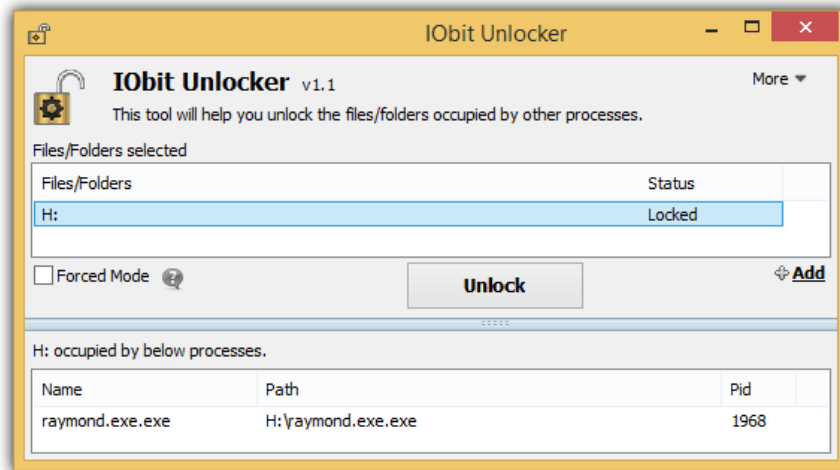 IObit Unlocker
IObit Unlocker v1.1
More
This tool will help you unlock the files/folders occupied by other processes.
Files/Folders selected
Files/Folders Status
H: Locked
Forced Mode ?
Unlock
Add
H: occupied by below processes.
Name Path Pid
raymond.exe.exe H:\raymond.exe.exe 1968